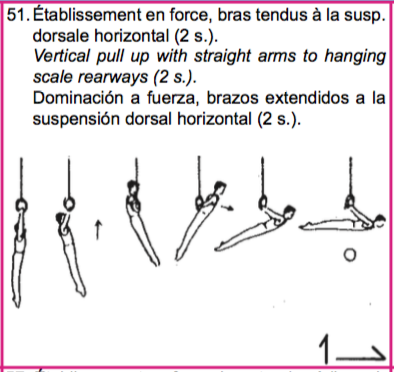 51. Établissement en force, bras tendus à la susp.
dorsale horizontal (2 s.).
Vertical pull up with straight arms to hanging
scale rearways (2 s.).
Dominación a fuerza, brazos extendidos a la
suspensión dorsal horizontal (2 s.).
1